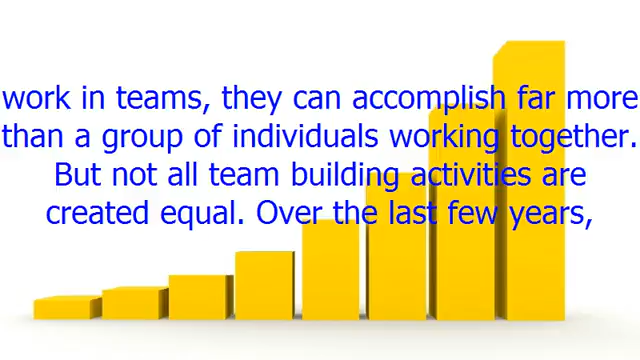 work in teams, they can accomplish far more
than a group of individuals working together.
But not all team building activities are
created equal. Over the last few years,